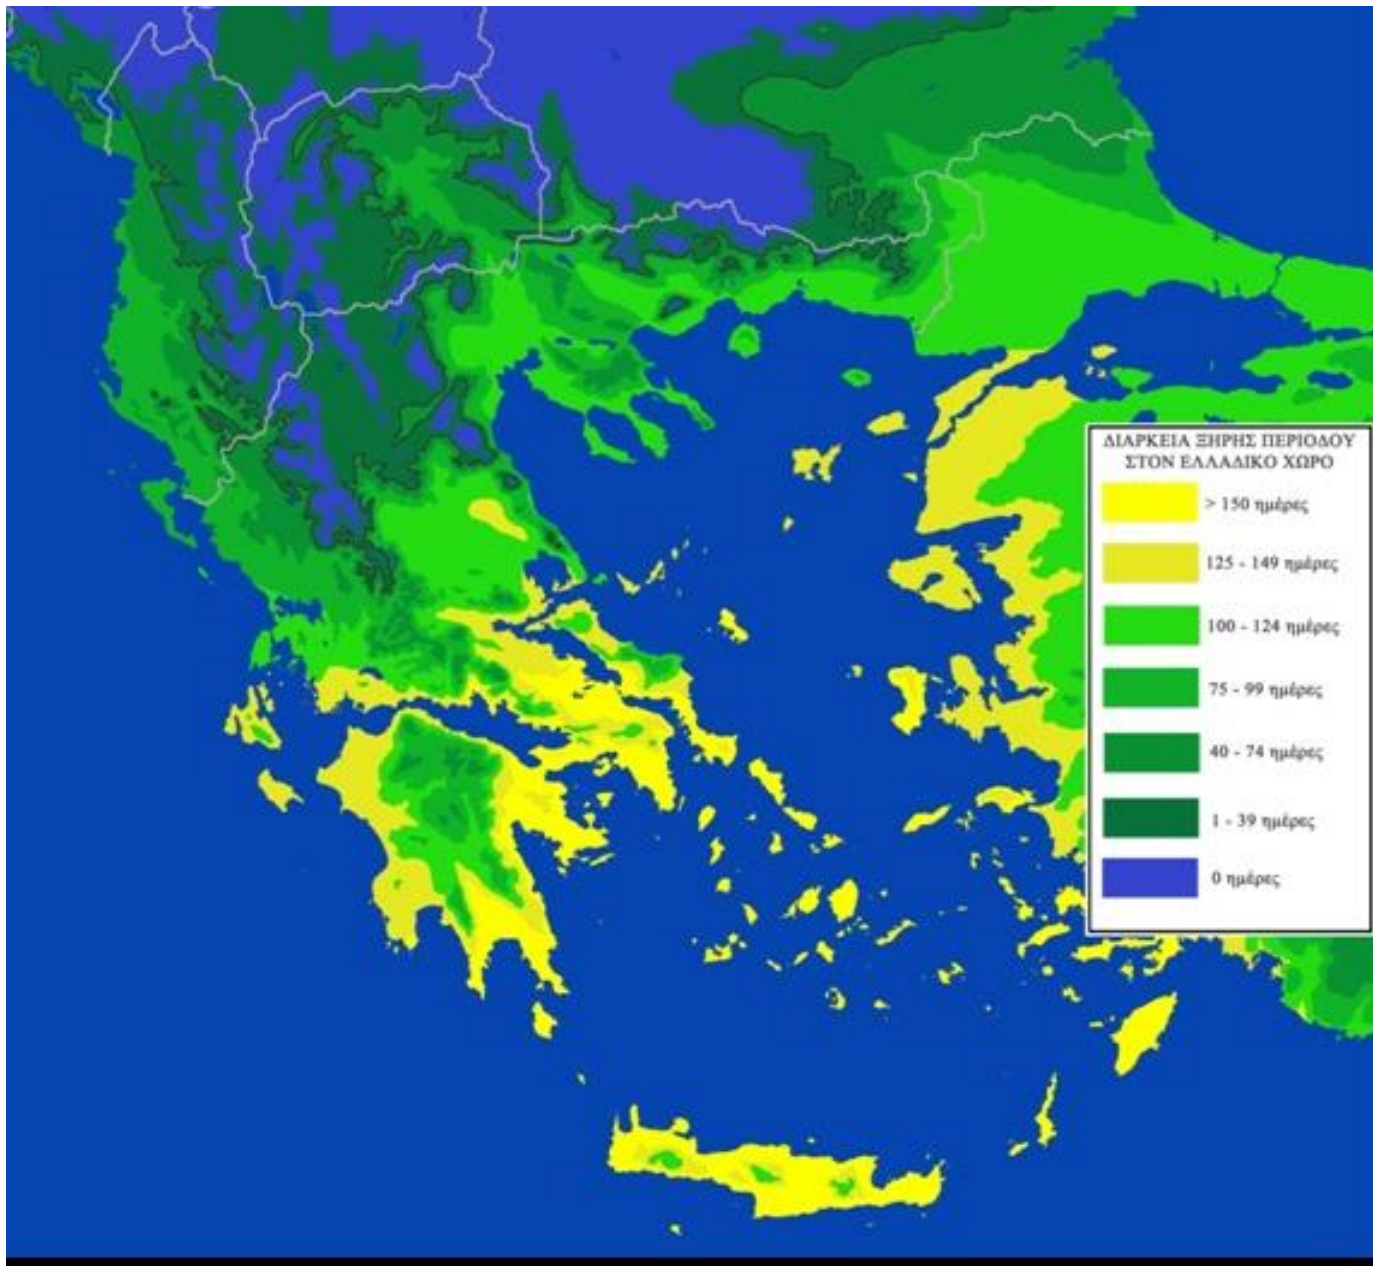 ΔΙΑΡΚΕΙΑ ΞΗΡΗΣ ΠΕΡΙΟΔΟΥ
ΣΤΟΝ ΕΛΛΑΔΙΚΟ ΧΩΡΟ
> 150 ημέρες
125 - 149 ημέρες
100 - 124 ημέρες
75 - 99 ημέρες
40 - 74 ημέρες
1 - 39 ημέρες
0 ημέρες